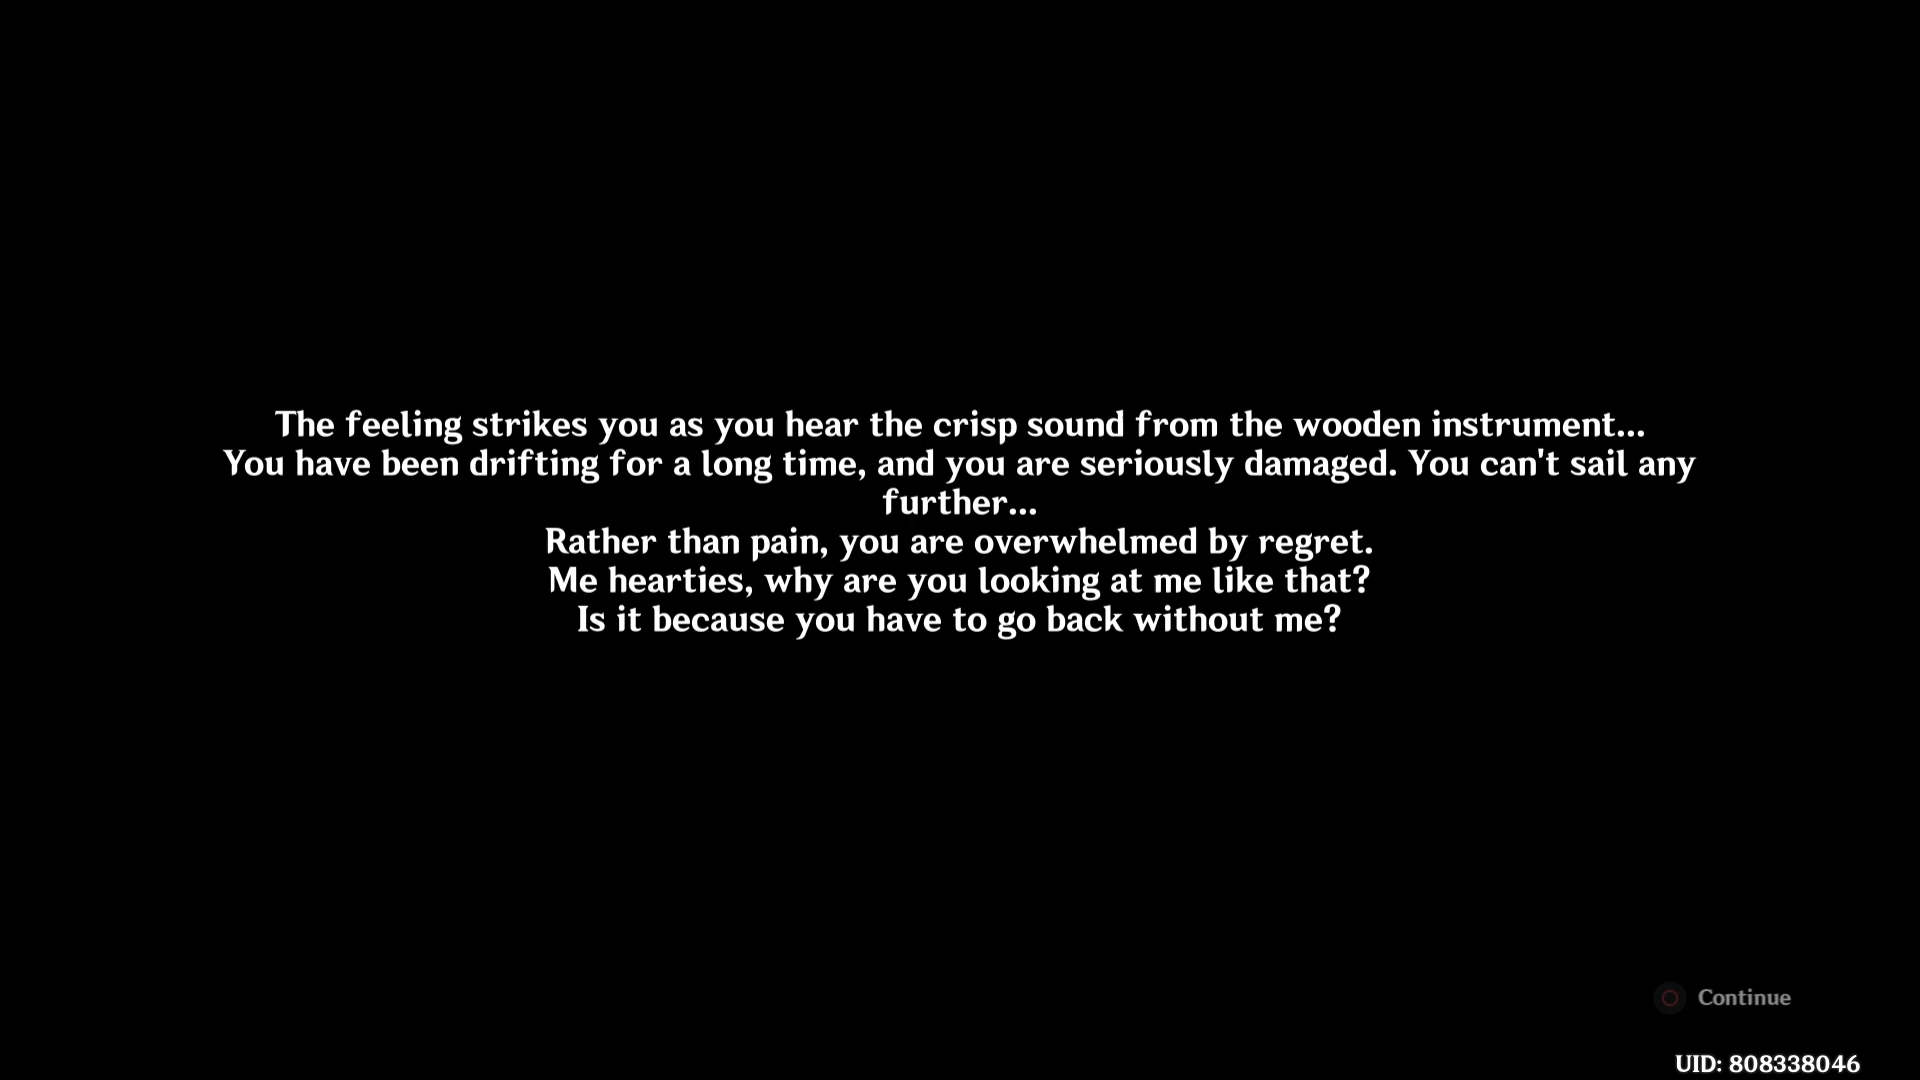 The feeling strikes you as you hear the crisp sound from the wooden instrument...
You have been drifting for a long time, and you are seriously damaged. You can't sail any
further...
Rather than pain, you are overwhelmed by regret.
Me hearties, why are you looking at me like that?
Is it because you have to go back without me?
Continue
UID: 808338046